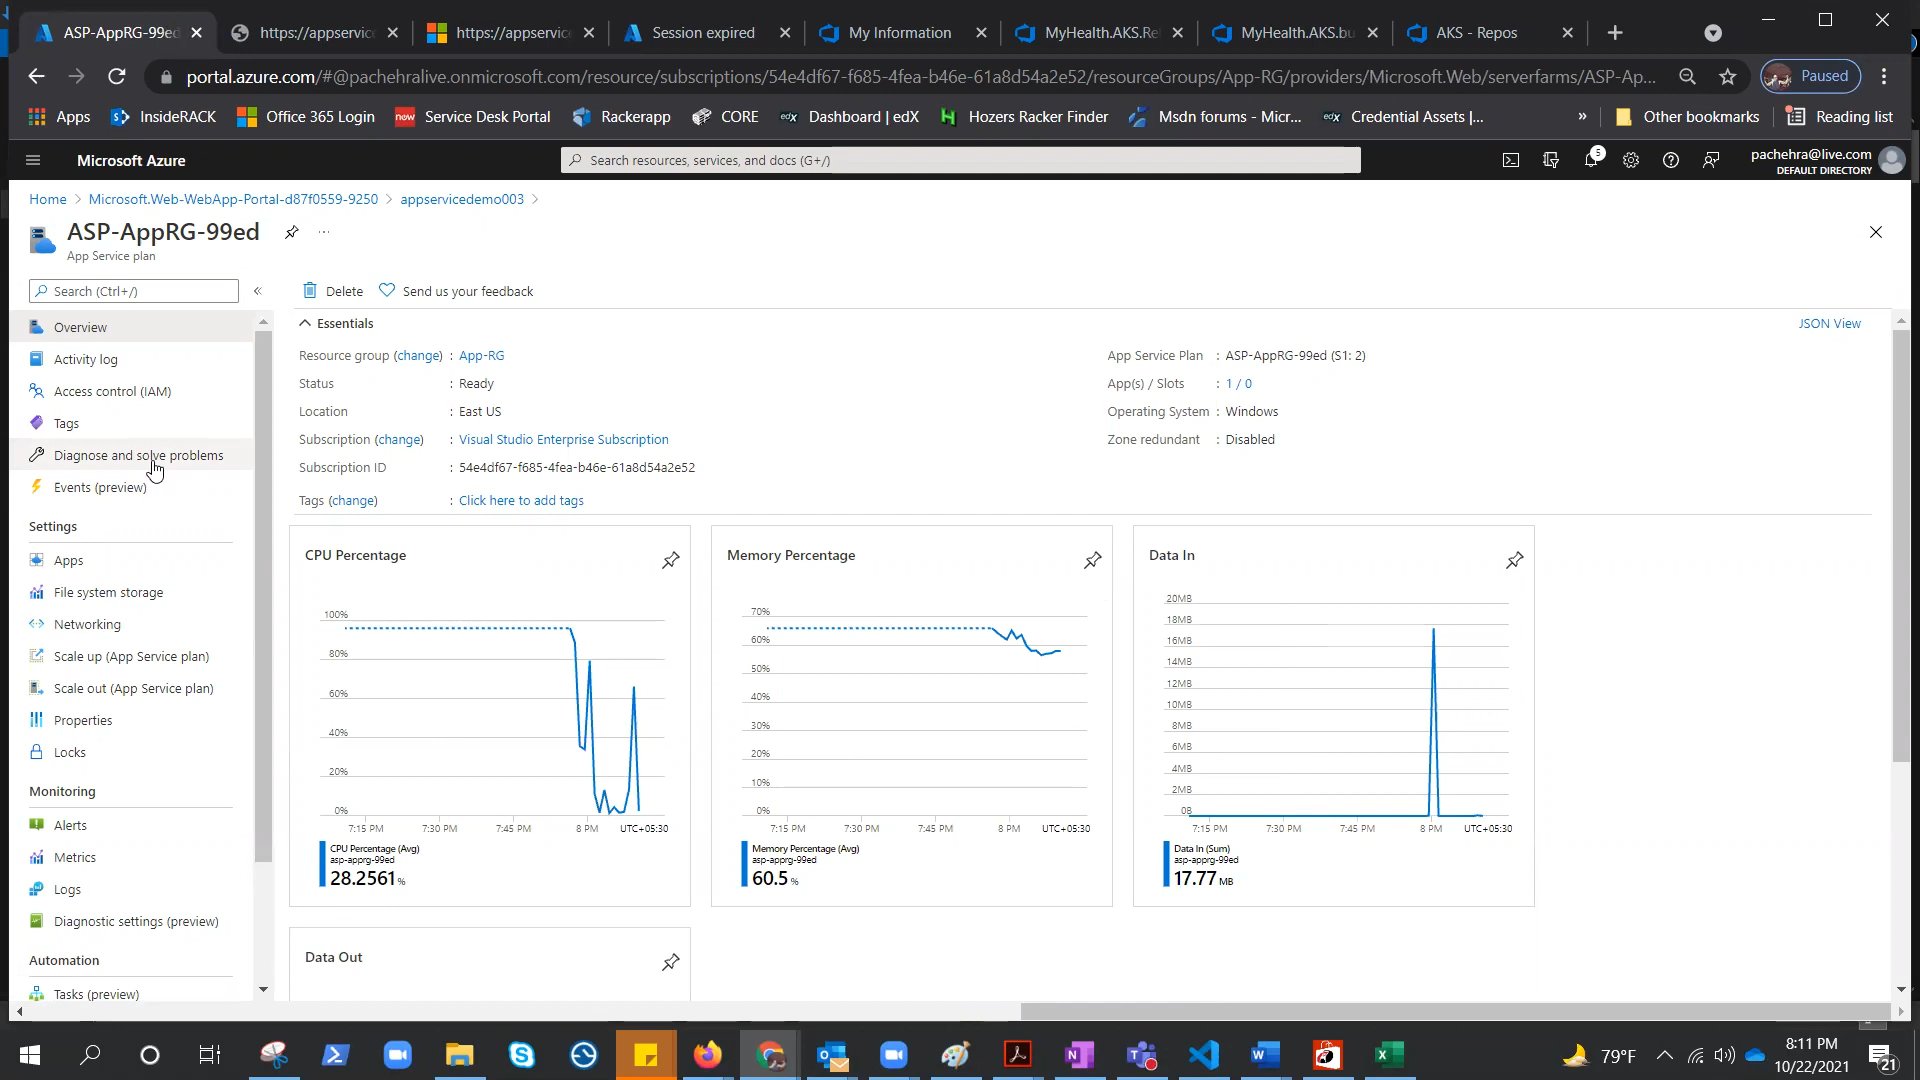 ASP-AppRG-99ed
https://appservic
https://appservic
Session expired
My Information
MyHealth.AKS.Re
MyHealth.AKS.bu
AKS - Repos
portal.azure.com/#@pachehralive.onmicrosoft.com/resource/subscriptions/54e4df67-f685-4fea-b46e-61a8d54a2e52/resourceGroups/App-RG/providers/Microsoft.Web/serverfarms/ASP-Ap...
Paused
Apps
InsideRACK
Office 365 Login
new
Service Desk Portal
Rackerapp
CORE
edX
Dashboard | edX
Hozers Racker Finder
Msdn forums - Micr...
edX
Credential Assets |...
»
Other bookmarks
Reading list
Microsoft Azure
Search resources, services, and docs (G+/)
5
pachehra@live.com
DEFAULT DIRECTORY
Home > Microsoft.Web-WebApp-Portal-d87f0559-9250 > appservicedemo003 >
ASP-AppRG-99ed
...
App Service plan
Search (Ctrl+/)
«
Delete
Send us your feedback
Overview
Activity log
Access control (IAM)
Tags
Diagnose and solve problems
Events (preview)
Settings
Apps
File system storage
Networking
Scale up (App Service plan)
Scale out (App Service plan)
Properties
Locks
Monitoring
Alerts
Metrics
Logs
Diagnostic settings (preview)
Automation
Tasks (preview)
Essentials
JSON View
Resource group (change) : App-RG
Status : Ready
Location : East US
Subscription (change) : Visual Studio Enterprise Subscription
Subscription ID : 54e4df67-f685-4fea-b46e-61a8d54a2e52
Tags (change) : Click here to add tags
App Service Plan : ASP-AppRG-99ed (S1: 2)
App(s) / Slots : 1 / 0
Operating System : Windows
Zone redundant : Disabled
CPU Percentage
100%
80%
60%
40%
20%
0%
7:15 PM 7:30 PM 7:45 PM 8 PM UTC+05:30
CPU Percentage (Avg)
asp-apprg-99ed
28.2561 %
Memory Percentage
70%
60%
50%
40%
30%
20%
10%
0%
7:15 PM 7:30 PM 7:45 PM 8 PM UTC+05:30
Memory Percentage (Avg)
asp-apprg-99ed
60.5 %
Data In
20MB
18MB
16MB
14MB
12MB
10MB
8MB
6MB
4MB
2MB
0B
7:15 PM 7:30 PM 7:45 PM 8 PM UTC+05:30
Data In (Sum)
asp-apprg-99ed
17.77 MB
Data Out
79°F
8:11 PM
10/22/2021
21